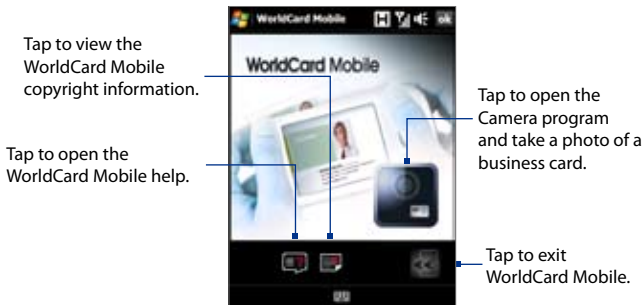 WorldCard Mobile
ok
WorldCard Mobile
Tap to view the
WorldCard Mobile
copyright information.
Tap to open the
WorldCard Mobile help.
Tap to open the
Camera program
and take a photo of a
business card.
Tap to exit
WorldCard Mobile.